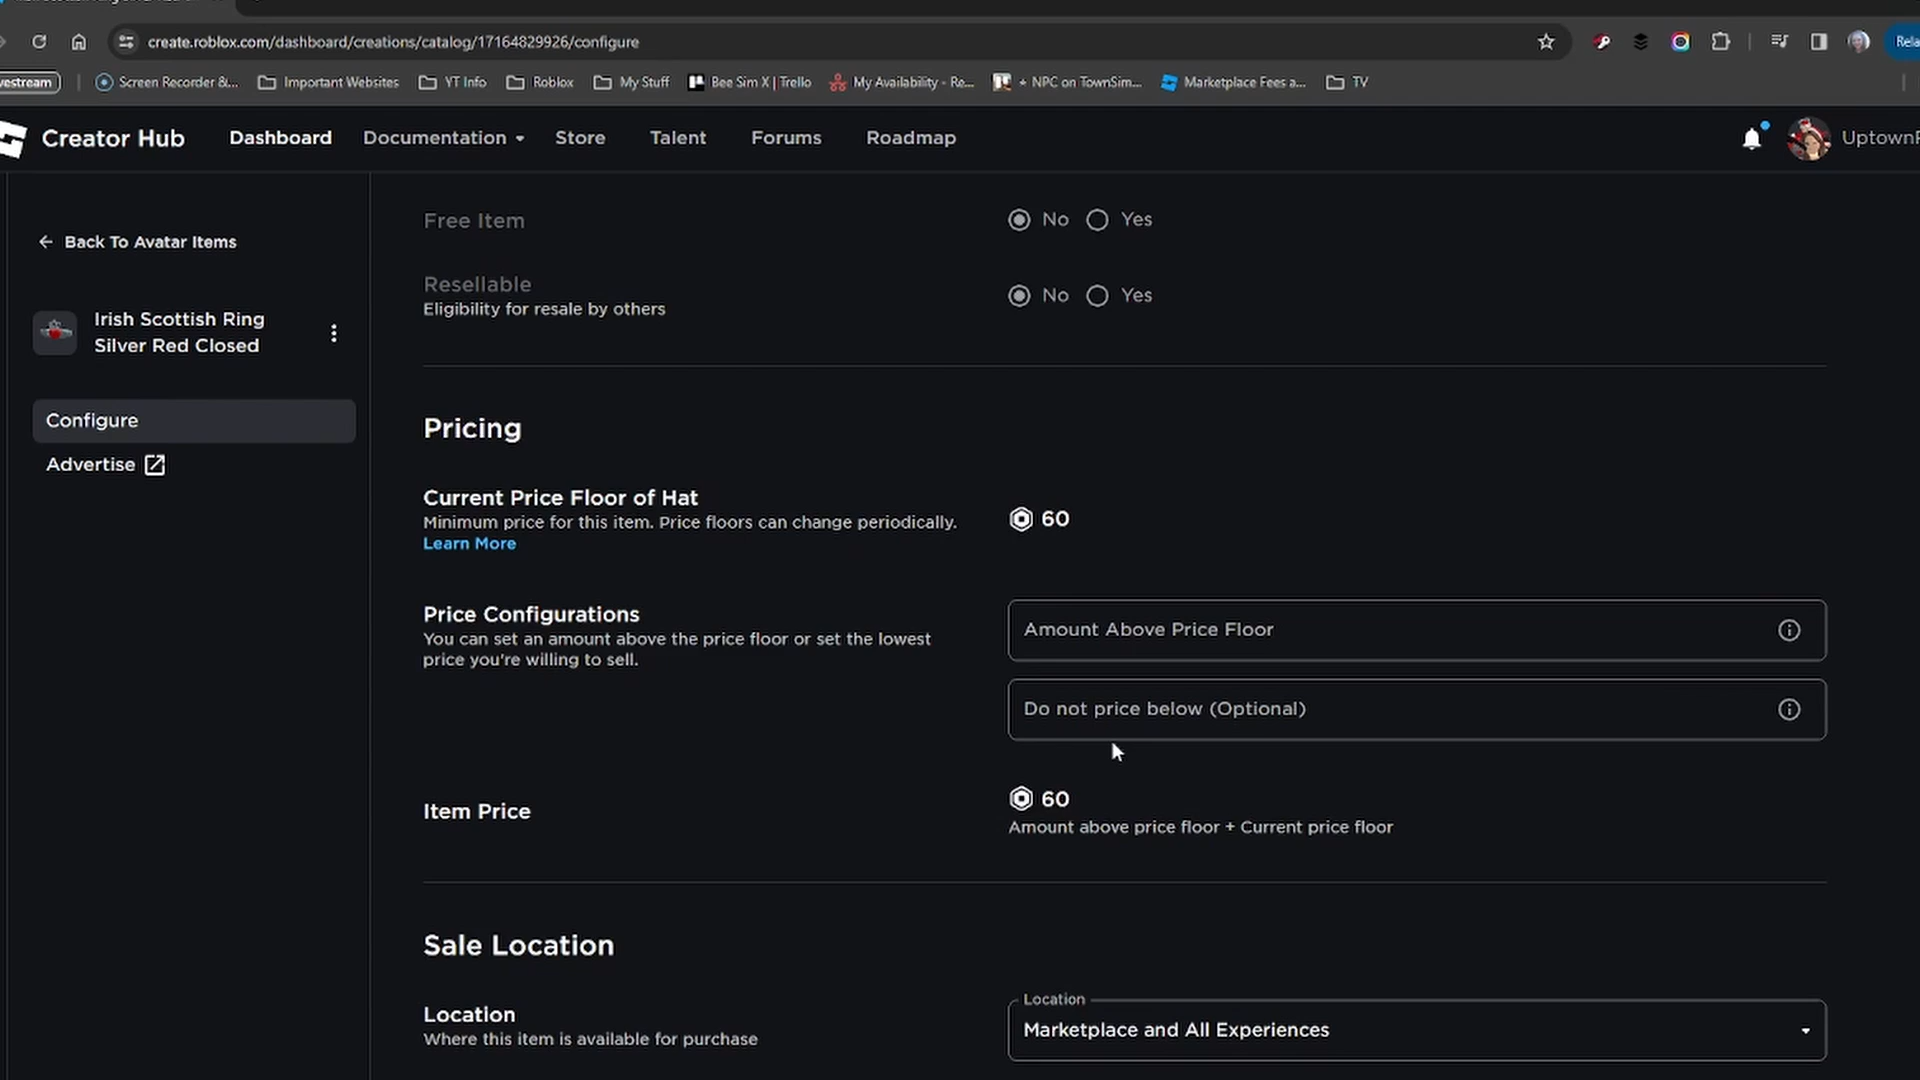 create.roblox.com/dashboard/creations/catalog/17164829926/configure
Rela
vestream
Screen Recorder &...
Important Websites
YT Info
Roblox
My Stuff
Bee Sim X | Trello
My Availability - Re...
+ NPC on TownSim...
Marketplace Fees a...
TV
Creator Hub
Dashboard
Documentation
Store
Talent
Forums
Roadmap
Back To Avatar Items
Irish Scottish Ring
Silver Red Closed
Configure
Advertise
Free Item
No
Yes
Resellable
Eligibility for resale by others
No
Yes
Pricing
Current Price Floor of Hat
Minimum price for this item. Price floors can change periodically.
Learn More
60
Price Configurations
You can set an amount above the price floor or set the lowest
price you're willing to sell.
Amount Above Price Floor
Do not price below (Optional)
Item Price
60
Amount above price floor + Current price floor
Sale Location
Location
Where this item is available for purchase
Location
Marketplace and All Experiences